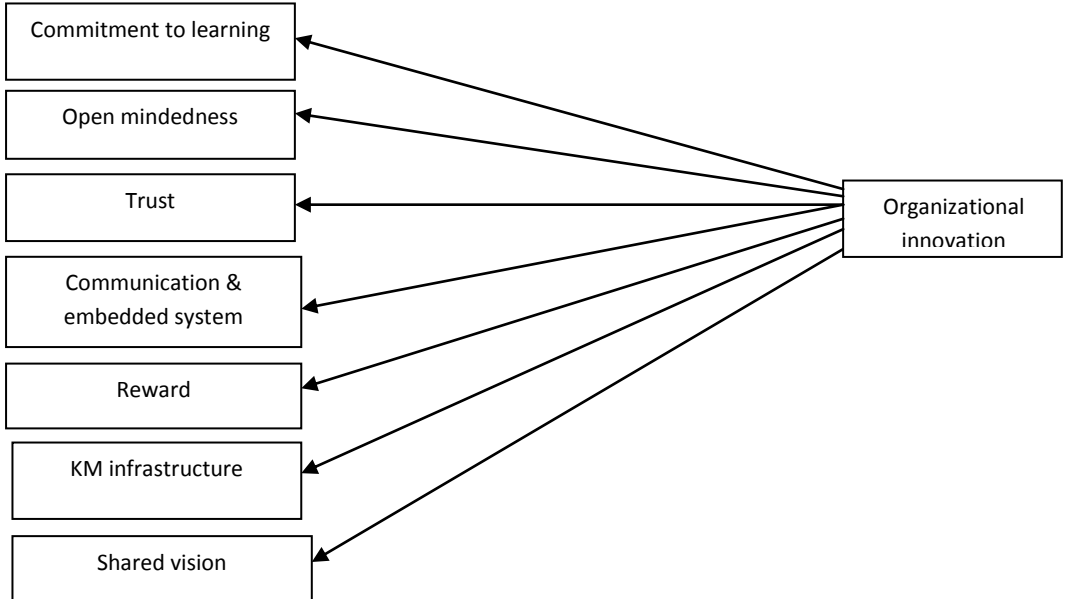 Commitment to learning
Open mindedness
Trust
Communication &
embedded system
Reward
KM infrastructure
Shared vision
Organizational
innovation